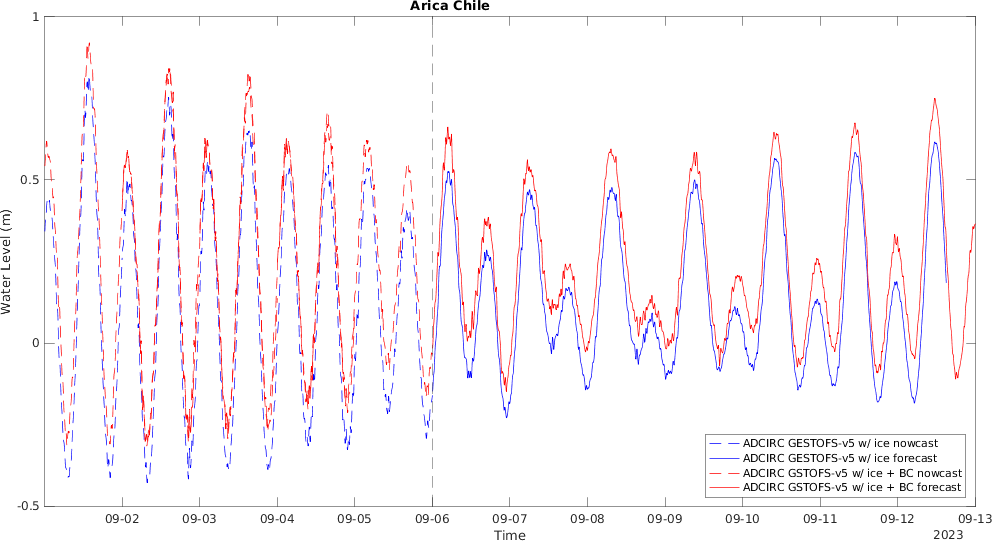 Arica Chile
Water Level (m)
1
0.5
0
-0.5
ADCIRC GESTOFS-v5 w/ ice nowcast
ADCIRC GESTOFS-v5 w/ ice forecast
ADCIRC GSTOFS-v5 w/ ice + BC nowcast
ADCIRC GSTOFS-v5 w/ ice + BC forecast
09-02 09-03 09-04 09-05 09-06 09-07 09-08 09-09 09-10 09-11 09-12 09-13
Time
2023